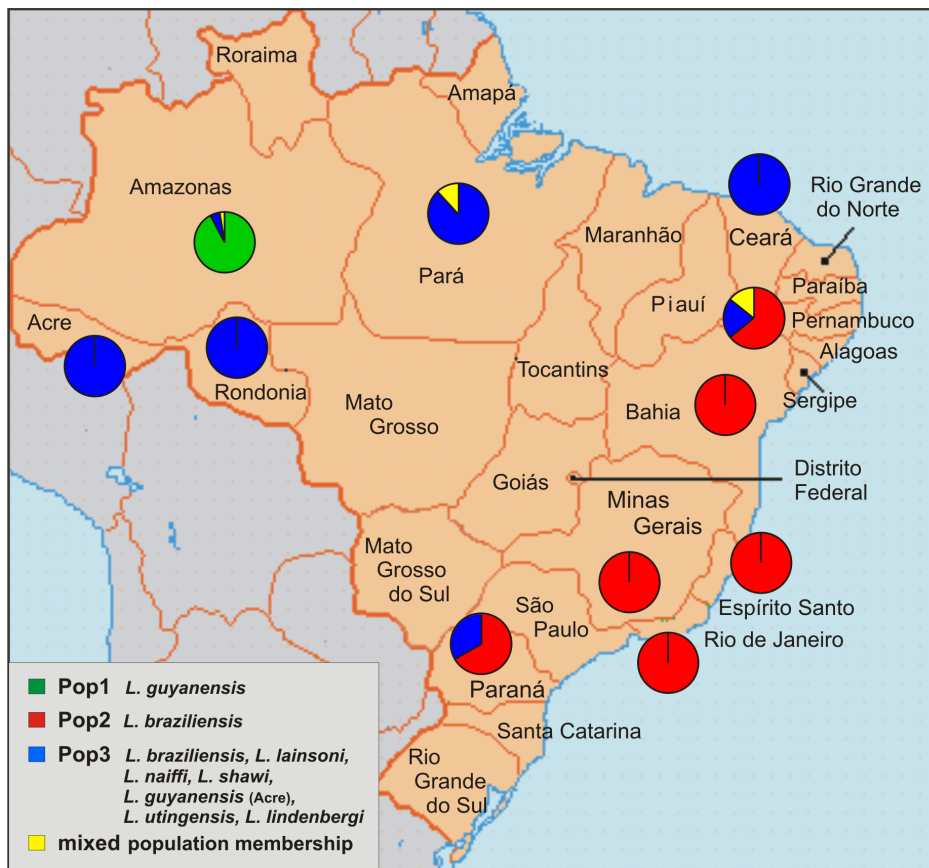 Roraima
Amapá
Amazonas
Rio Grande
do Norte
Maranhão
Ceará
Pará
Paraíba
Piauí
Acre
Pernambuco
Alagoas
Tocantins
Rondonia
Sergipe
Mato
Grosso
Bahia
Goiás
Distrito
Federal
Minas
Gerais
Mato
Grosso
do Sul
São
Paulo
Espírito Santo
Rio de Janeiro
Paraná
Santa Catarina
Rio
Grande
do Sul
Pop1 L. guyanensis
Pop2 L. braziliensis
Pop3 L. braziliensis, L. lainsoni,
L. naiffi, L. shawi,
L. guyanensis (Acre),
L. utingensis, L. lindenbergi
mixed population membership